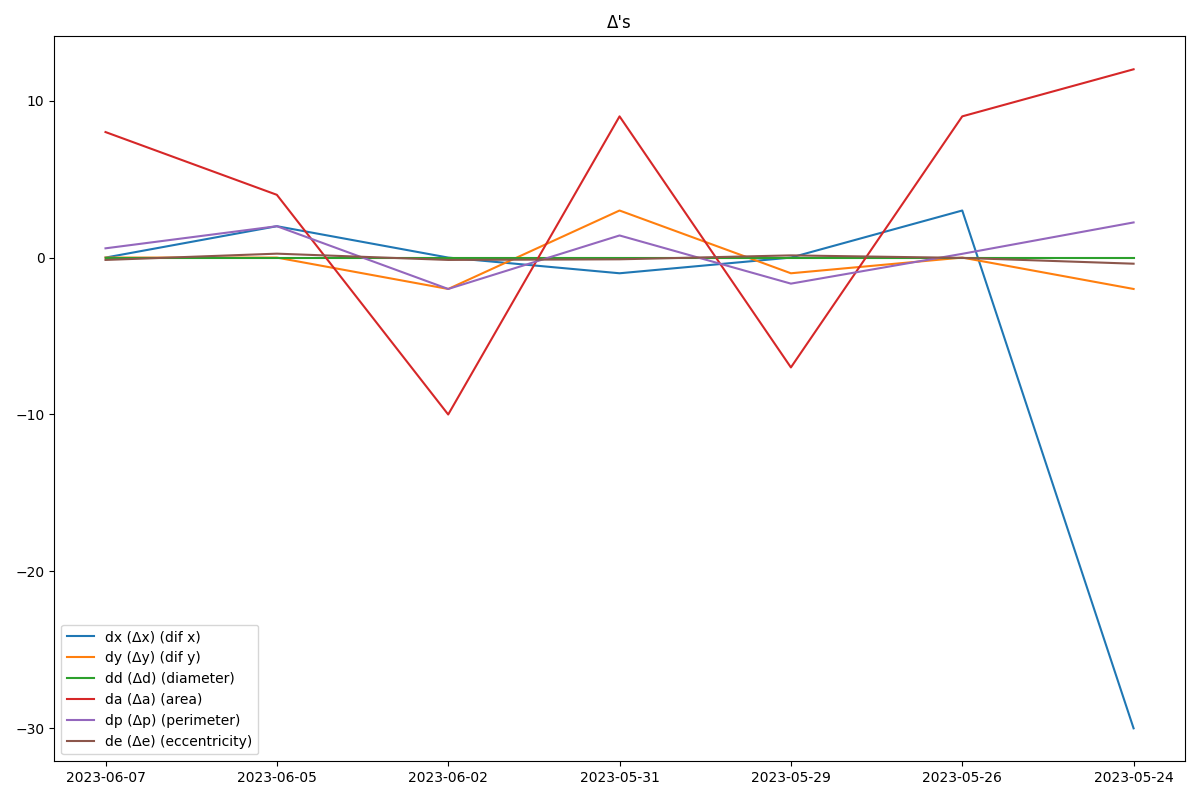 Δ's
10
0
−10
−20
−30
dx (Δx) (dif x)
dy (Δy) (dif y)
dd (Δd) (diameter)
da (Δa) (area)
dp (Δp) (perimeter)
de (Δe) (eccentricity)
2023-06-07 2023-06-05 2023-06-02 2023-05-31 2023-05-29 2023-05-26 2023-05-24